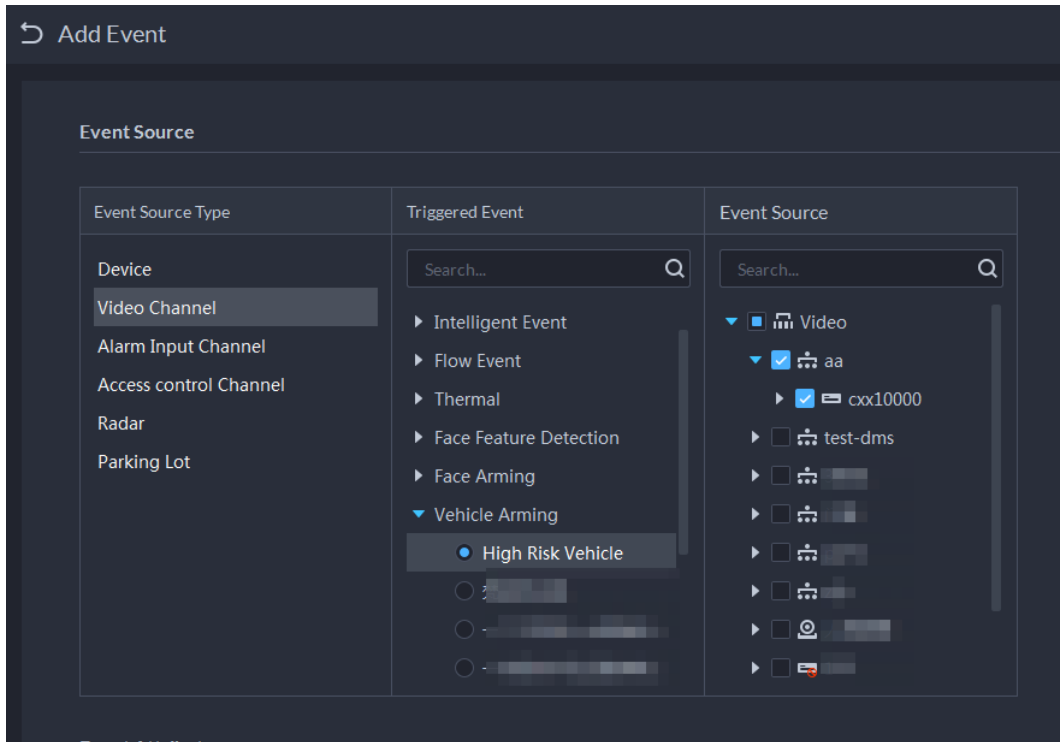 Add Event
Event Source
Event Source Type
Triggered Event
Event Source
Device
Video Channel
Alarm Input Channel
Access control Channel
Radar
Parking Lot
Search...
Intelligent Event
Flow Event
Thermal
Face Feature Detection
Face Arming
Vehicle Arming
High Risk Vehicle
Search...
Video
aa
cxx10000
test-dms